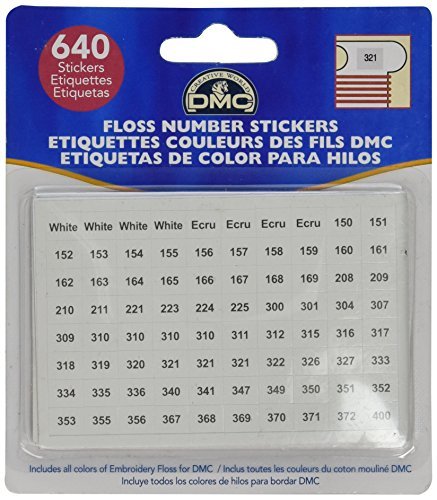 640
Stickers
Etiquettes
Etiquetas
321
CREATIVE WORLD
DMC
FLOSS NUMBER STICKERS
ETIQUETTES COULEURS DES FILS DMC
ETIQUETAS DE COLOR PARA HILOS
White White White White Ecru Ecru Ecru Ecru 150 151
152 153 154 155 156 157 158 159 160 161
162 163 164 165 166 167 168 169 208 209
210 211 221 223 224 225 300 301 304 307
309 310 310 310 310 311 312 315 316 317
318 319 320 321 321 321 322 326 327 333
334 335 336 340 341 347 349 350 351 352
353 355 356 367 368 369 370 371 372 400
Includes all colors of Embroidery Floss for DMC / Inclus toutes les couleurs du coton mouliné DMC
Incluye todo los colores de hilos para bordar DMC